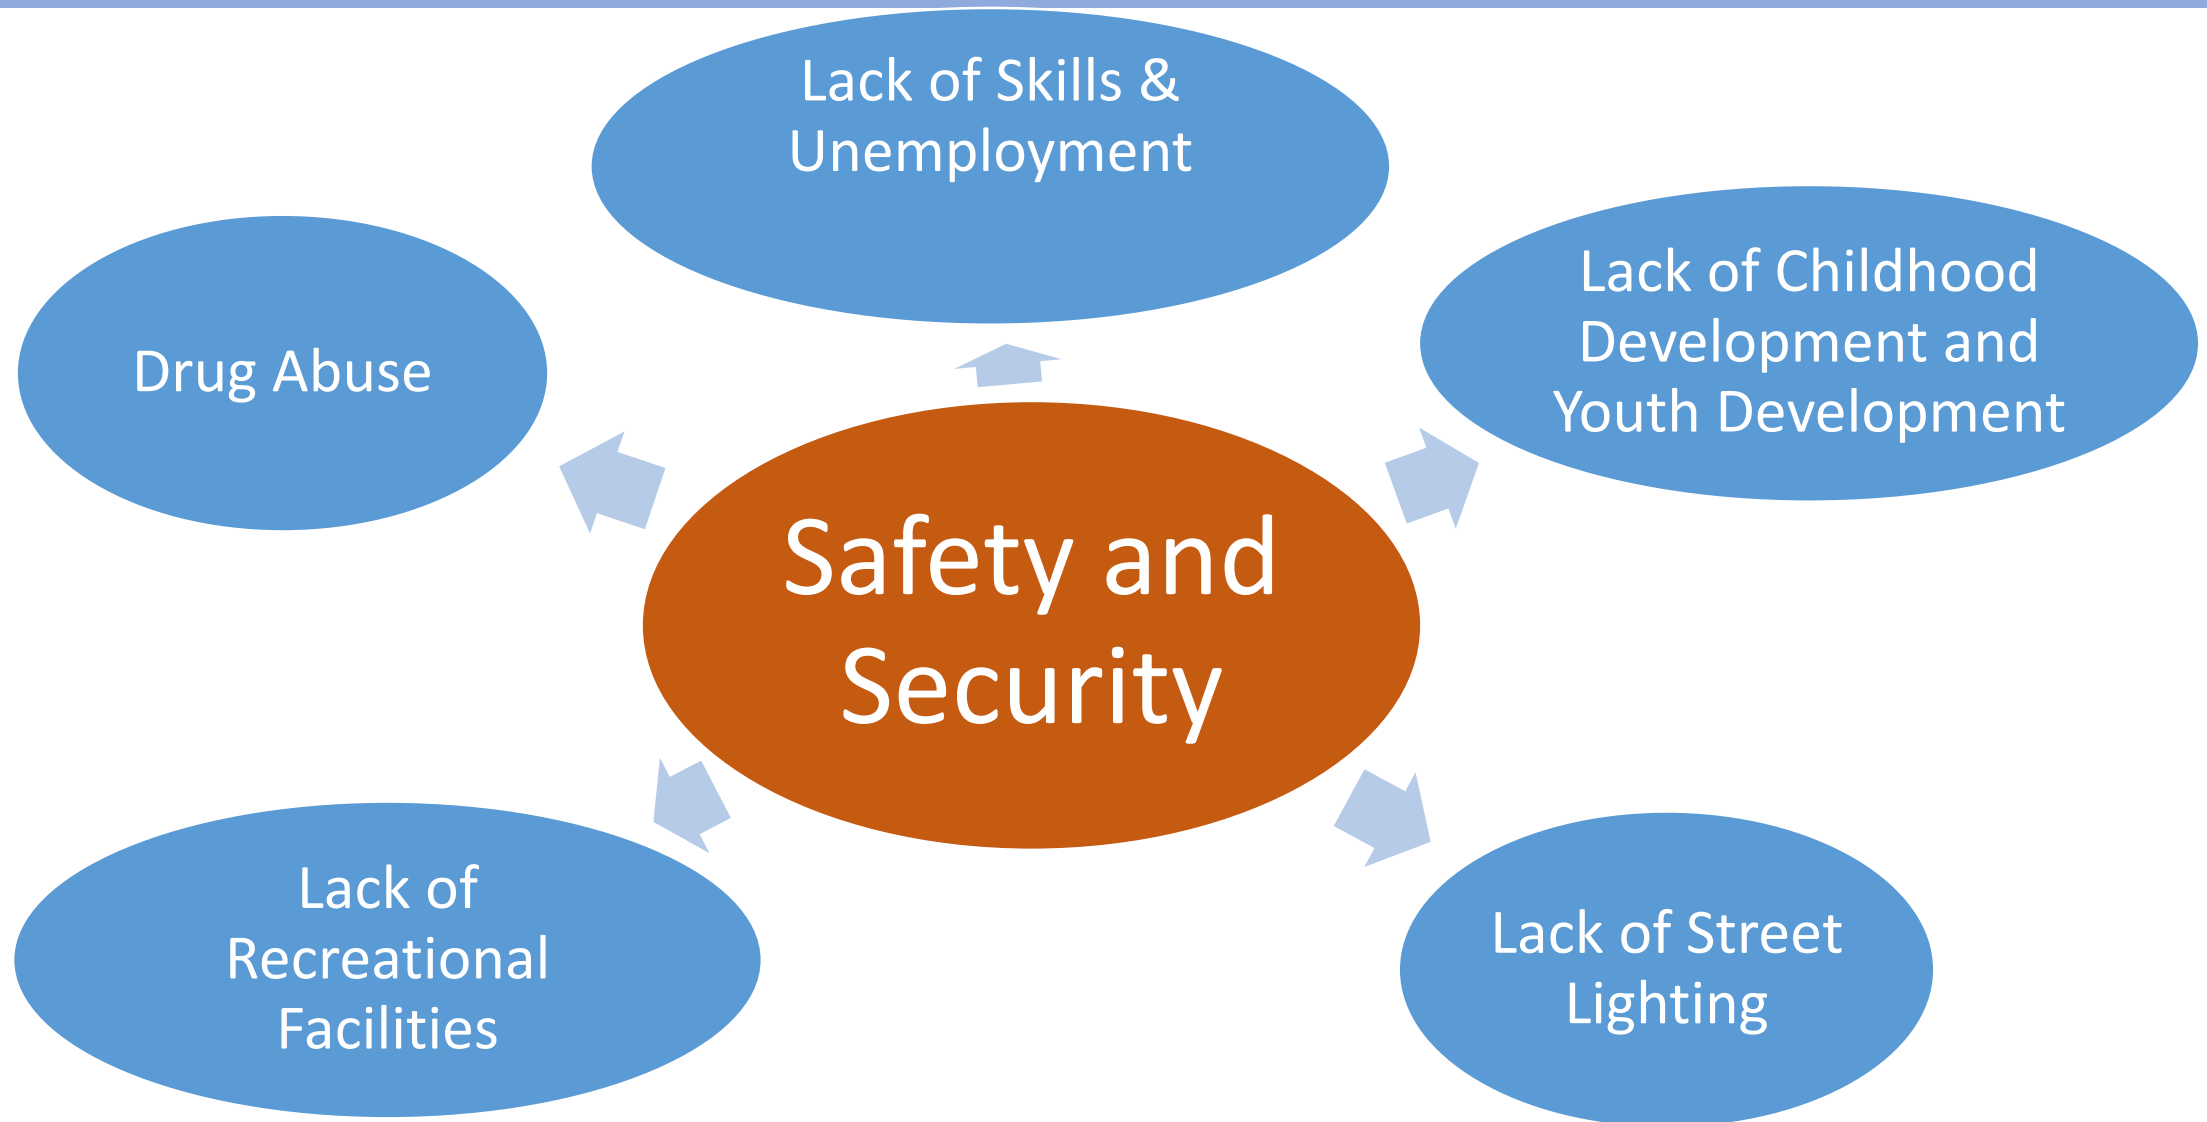 Lack of Skills &
Unemployment
Lack of Childhood
Development and
Youth Development
Drug Abuse
Safety and
Security
Lack of
Recreational
Facilities
Lack of Street
Lighting